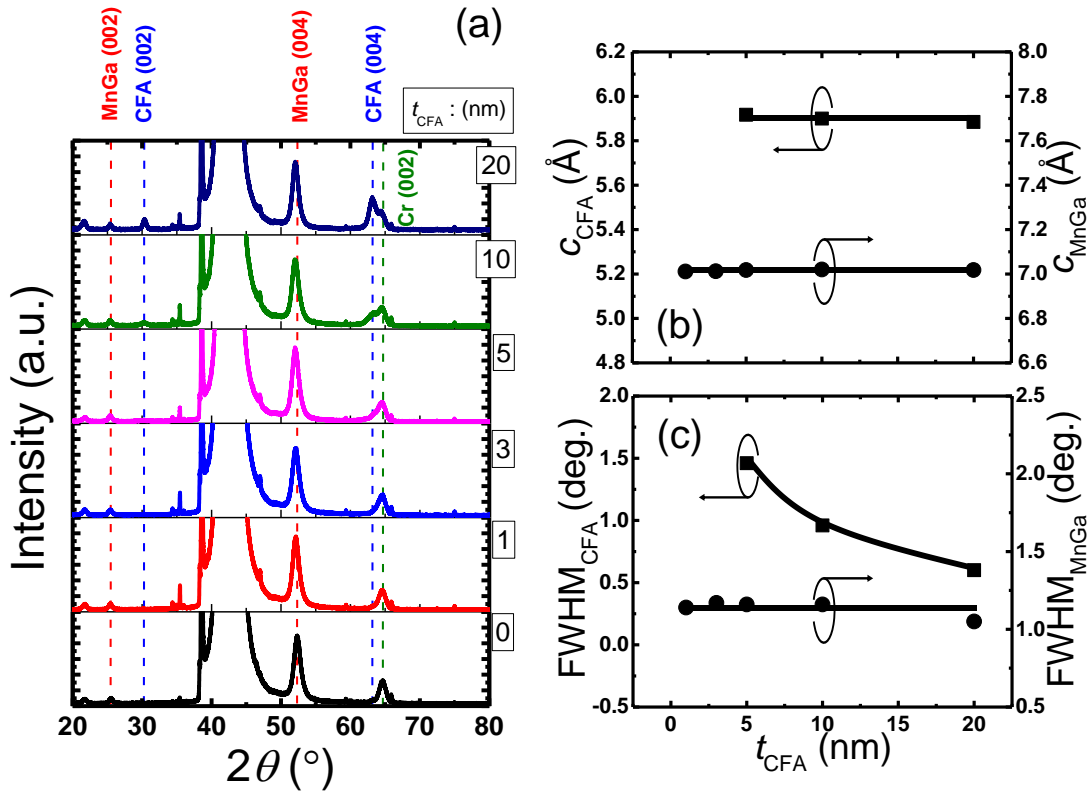 (a)
MnGa (002)
CFA (002)
MnGa (004)
CFA (004)
Cr (002)
t_CFA : (nm)
20
10
5
3
1
0
Intensity (a.u.)
20 30 40 50 60 70 80
2θ (°)
6.2
6.0
5.8
5.6
5.4
5.2
5.0
4.8
c_CFA (Å)
8.0
7.8
7.6
7.4
7.2
7.0
6.8
6.6
c_MnGa (Å)
(b)
2.0
1.5
1.0
0.5
0.0
-0.5
FWHM_CFA (deg.)
2.5
2.0
1.5
1.0
0.5
FWHM_MnGa (deg.)
(c)
0 5 10 15 20
t_CFA (nm)